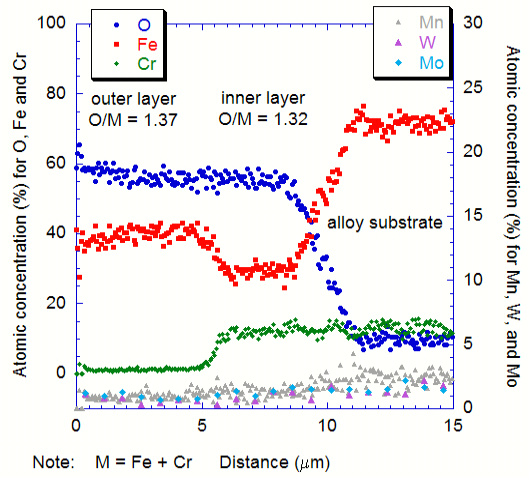 100
80
60
40
20
0
Atomic concentration (%) for O, Fe and Cr
O
Fe
Cr
outer layer
O/M = 1.37
inner layer
O/M = 1.32
Mn
W
Mo
alloy substrate
30
25
20
15
10
5
0
Atomic concentration (%) for Mn, W, and Mo
0 5 10 15
Note: M = Fe + Cr Distance (μm)